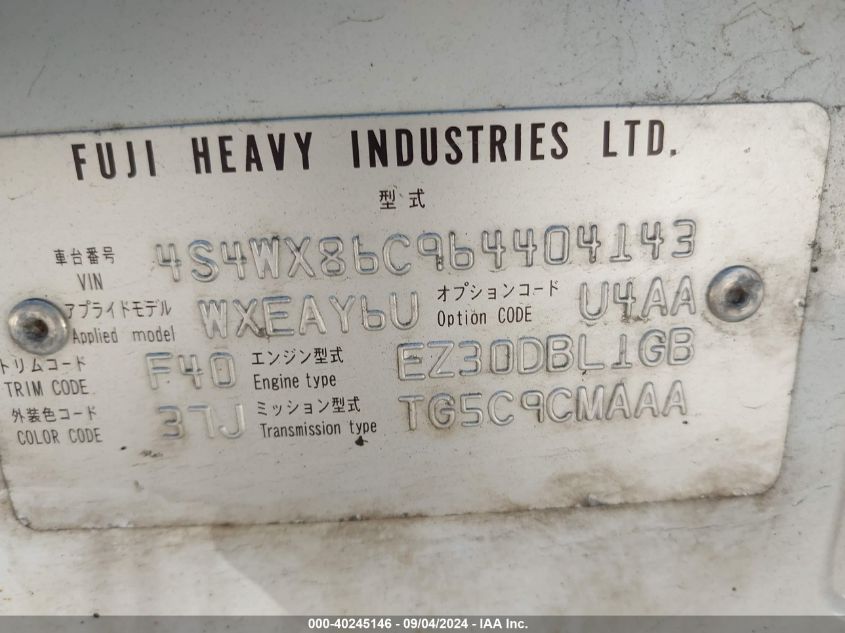 FUJI HEAVY INDUSTRIES LTD.
型式
車台番号 4S4WX86C964404143
VIN
アプライドモデル WXEAY6U オプションコード U4AA
Applied model Option CODE
トリムコード F40 エンジン型式 EZ30DBL1GB
TRIM CODE Engine type
外装色コード 37J ミッション型式 TG5C9CMAAA
COLOR CODE Transmission type
000-40245146 - 09/04/2024 - IAA Inc.